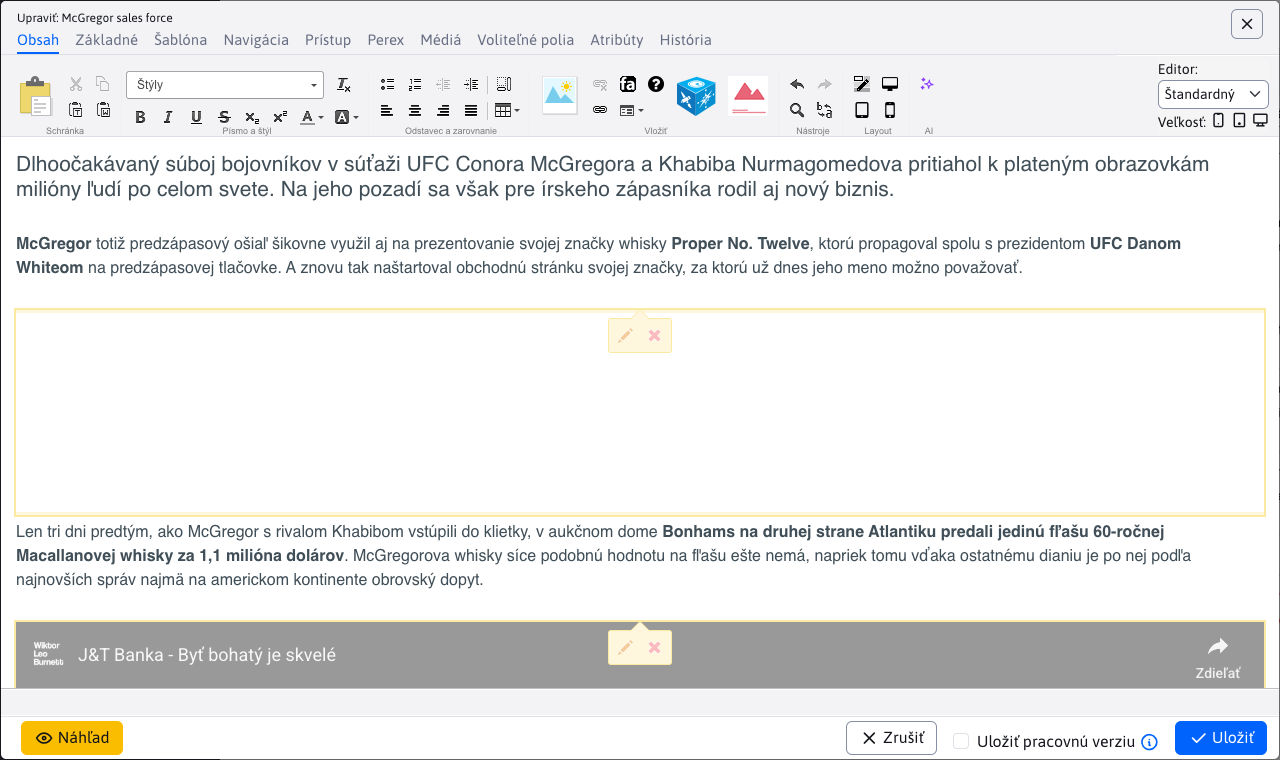 Upraviť: McGregor sales force
Obsah Základné Šablóna Navigácia Prístup Perex Médiá Voliteľné polia Atribúty História
Štýly
Schránka
Písmo a štýl
Odstavec a zarovnanie
Vložiť
Nástroje
Layout
AI
Editor:
Štandardný
Veľkosť:
Dlhoočakávaný súboj bojovníkov v súťaži UFC Conora McGregora a Khabiba Nurmagomedova pritiahol k plateným obrazovkám
milióny ľudí po celom svete. Na jeho pozadí sa však pre írskeho zápasníka rodil aj nový biznis.
McGregor totiž predzápasový ošiaľ šikovne využil aj na prezentovanie svojej značky whisky Proper No. Twelve, ktorú propagoval spolu s prezidentom UFC Danom
Whiteom na predzápasovej tlačovke. A znovu tak naštartoval obchodnú stránku svojej značky, za ktorú už dnes jeho meno možno považovať.
Len tri dni predtým, ako McGregor s rivalom Khabibom vstúpili do klietky, v aukčnom dome Bonhams na druhej strane Atlantiku predali jedinú fľašu 60-ročnej
Macallanovej whisky za 1,1 milióna dolárov. McGregorova whisky síce podobnú hodnotu na fľašu ešte nemá, napriek tomu vďaka ostatnému dianiu je po nej podľa
najnovších správ najmä na americkom kontinente obrovský dopyt.
Wiktor
Leo
Burnett
J&T Banka - Byť bohatý je skvelé
Zdieľať
Náhľad
Zrušiť
Uložiť pracovnú verziu
Uložiť